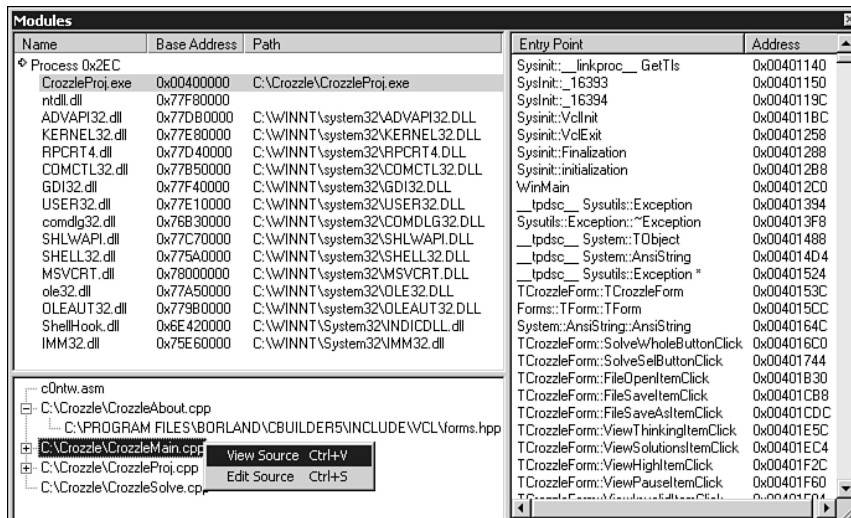 Modules
Name Base Address Path
Process 0x2EC
CrozzleProj.exe 0x00400000 C:\Crozzle\CrozzleProj.exe
ntdll.dll 0x77F80000
ADVAPI32.dll 0x77DB0000 C:\WINNT\system32\ADVAPI32.DLL
KERNEL32.dll 0x77E80000 C:\WINNT\system32\KERNEL32.DLL
RPCRT4.dll 0x77D40000 C:\WINNT\system32\RPCRT4.DLL
COMCTL32.dll 0x77B50000 C:\WINNT\system32\COMCTL32.DLL
GDI32.dll 0x77F40000 C:\WINNT\system32\GDI32.DLL
USER32.dll 0x77E10000 C:\WINNT\system32\USER32.DLL
comdlg32.dll 0x76B30000 C:\WINNT\system32\COMDLG32.DLL
SHLWAPI.dll 0x77C70000 C:\WINNT\system32\SHLWAPI.DLL
SHELL32.dll 0x775A0000 C:\WINNT\system32\SHELL32.DLL
MSVCRT.dll 0x78000000 C:\WINNT\system32\MSVCRT.DLL
ole32.dll 0x77A50000 C:\WINNT\system32\OLE32.DLL
OLEAUT32.dll 0x779B0000 C:\WINNT\system32\OLEAUT32.DLL
ShellHook.dll 0x6E420000 C:\WINNT\System32\INDICDLL.dll
IMM32.dll 0x75E60000 C:\WINNT\System32\IMM32.dll
c0ntw.asm
C:\Crozzle\CrozzleAbout.cpp
C:\PROGRAM FILES\BORLAND\CBUILDER5\INCLUDE\VCL\forms.hpp
C:\Crozzle\CrozzleMain.cpp
C:\Crozzle\CrozzleProj.cpp
C:\Crozzle\CrozzleSolve.cpp
View Source Ctrl+V
Edit Source Ctrl+S
Entry Point Address
Sysinit::__linkproc__ GetTls 0x00401140
SysInit::_16393 0x00401150
SysInit::_16394 0x0040119C
Sysinit::VclInit 0x004011BC
Sysinit::VclExit 0x00401258
Sysinit::Finalization 0x00401288
Sysinit::initialization 0x004012B8
WinMain 0x004012C0
__tpdsc__ Sysutils::Exception 0x00401394
Sysutils::Exception::~Exception 0x004013F8
__tpdsc__ System::TObject 0x00401488
__tpdsc__ System::AnsiString 0x004014D4
__tpdsc__ Sysutils::Exception * 0x00401524
TCrozzleForm::TCrozzleForm 0x0040153C
Forms::TForm::TForm 0x004015CC
System::AnsiString::AnsiString 0x0040164C
TCrozzleForm::SolveWholeButtonClick 0x004016C0
TCrozzleForm::SolveSelButtonClick 0x00401744
TCrozzleForm::FileOpenItemClick 0x00401B30
TCrozzleForm::FileSaveItemClick 0x00401CB8
TCrozzleForm::FileSaveAsItemClick 0x00401CDC
TCrozzleForm::ViewThinkingItemClick 0x00401E5C
TCrozzleForm::ViewSolutionsItemClick 0x00401EC4
TCrozzleForm::ViewHighItemClick 0x00401F2C
TCrozzleForm::ViewPauseItemClick 0x00401F60
TCrozzleForm::ViewInvalidItemClick 0x00401F94